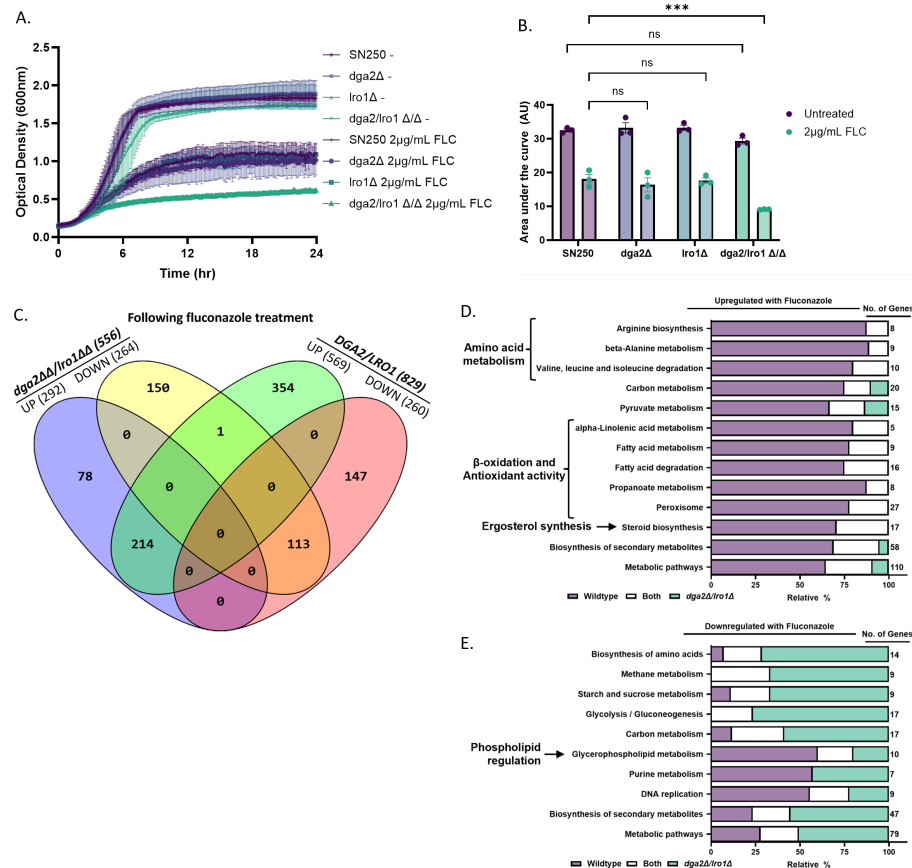 A.
2.5
2.0
1.5
1.0
0.5
0.0
Optical Density (600nm)
0
6
12
18
24
Time (hr)
SN250 -
dga2Δ -
lro1Δ -
dga2/lro1 Δ/Δ -
SN250 2μg/mL FLC
dga2Δ 2μg/mL FLC
lro1Δ 2μg/mL FLC
dga2/lro1 Δ/Δ 2μg/mL FLC
B.
***
ns
ns
ns
40
30
20
10
0
Area under the curve (AU)
SN250
dga2Δ
lro1Δ
dga2/lro1 Δ/Δ
Untreated
2μg/mL FLC
C.
Following fluconazole treatment
dga2ΔΔ/lro1ΔΔ (556)
UP (292)
DOWN (264)
DGA2/LRO1 (829)
UP (569)
DOWN (260)
150
354
0
1
0
78
0
0
147
214
0
113
0
0
0
D.
Upregulated with Fluconazole
No. of Genes
Amino acid metabolism
Arginine biosynthesis 8
beta-Alanine metabolism 9
Valine, leucine and isoleucine degradation 10
Carbon metabolism 20
Pyruvate metabolism 15
β-oxidation and Antioxidant activity
alpha-Linolenic acid metabolism 5
Fatty acid metabolism 9
Fatty acid degradation 16
Propanoate metabolism 8
Peroxisome 27
Ergosterol synthesis
Steroid biosynthesis 17
Biosynthesis of secondary metabolites 58
Metabolic pathways 110
0 25 50 75 100
Wildtype Both dga2Δ/lro1Δ
Relative %
E.
Downregulated with Fluconazole
No. of Genes
Biosynthesis of amino acids 14
Methane metabolism 9
Starch and sucrose metabolism 9
Glycolysis / Gluconeogenesis 17
Carbon metabolism 17
Phospholipid regulation
Glycerophospholipid metabolism 10
Purine metabolism 7
DNA replication 9
Biosynthesis of secondary metabolites 47
Metabolic pathways 79
0 25 50 75 100
Relative %
Wildtype Both dga2Δ/lro1Δ